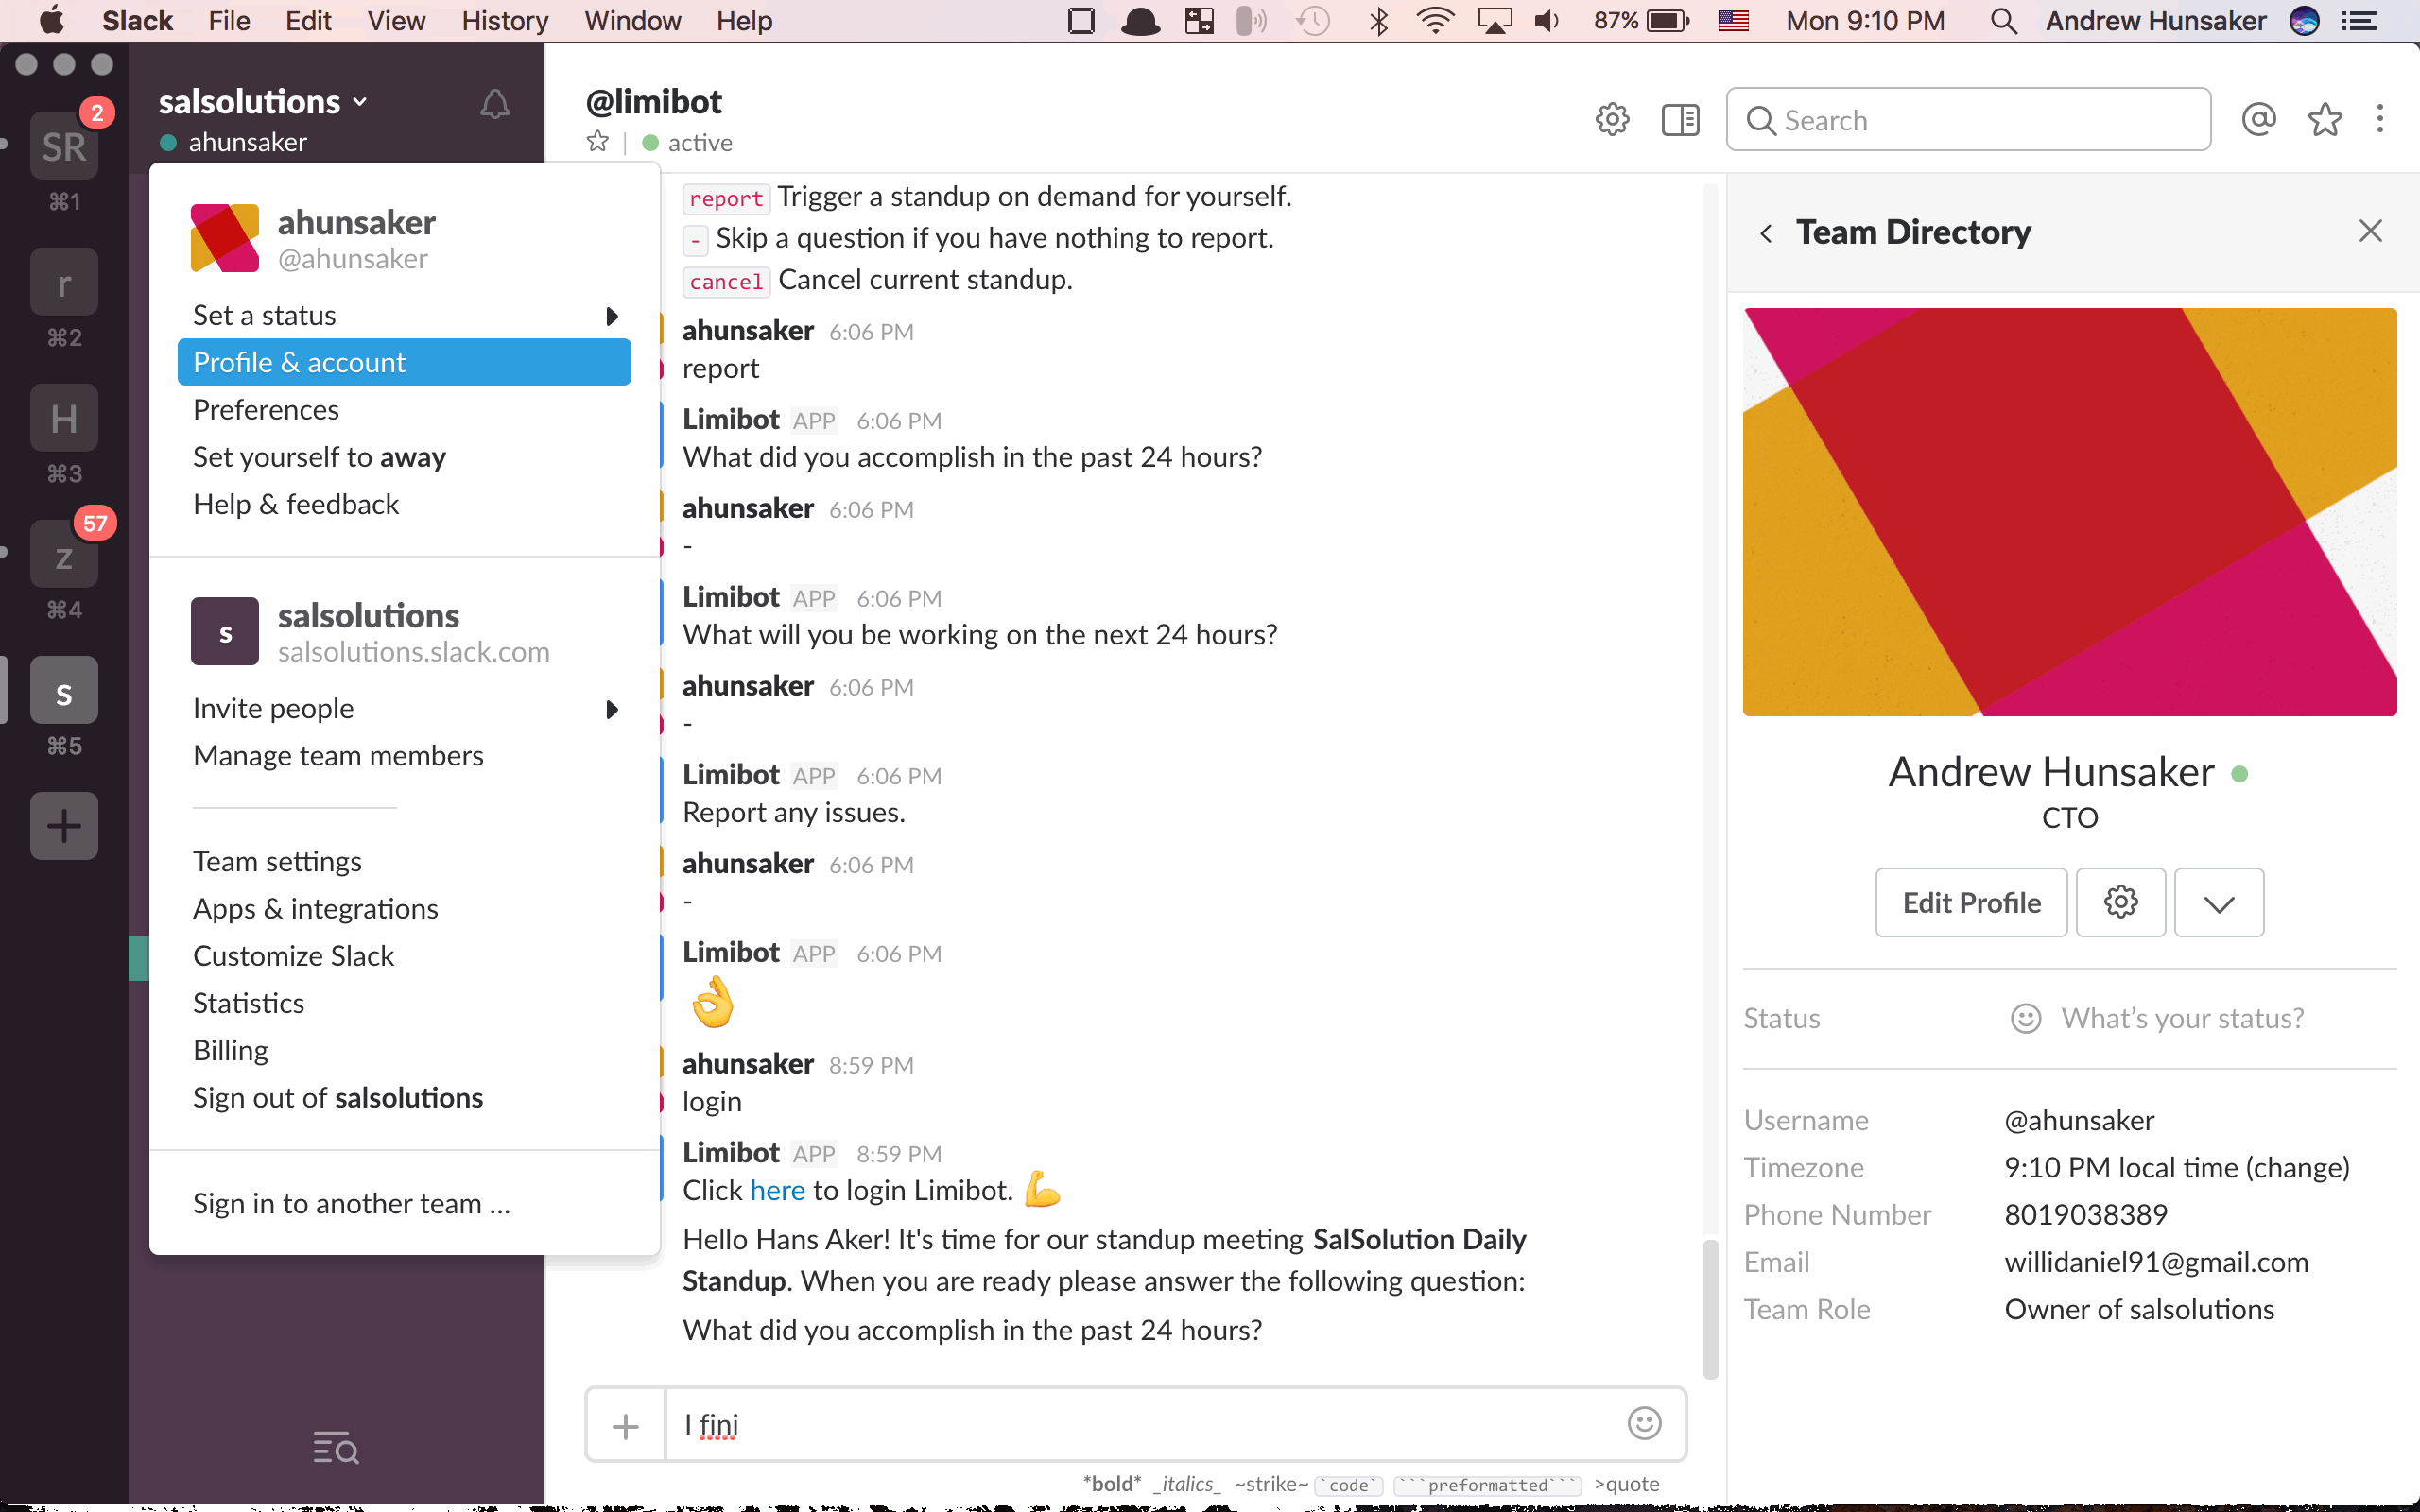 Slack File Edit View History Window Help 87% Mon 9:10 PM Andrew Hunsaker
SR 2
⌘1
r
⌘2
H
⌘3
z 57
⌘4
s
⌘5
salsolutions
ahunsaker
ahunsaker
@ahunsaker
Set a status
Profile & account
Preferences
Set yourself to away
Help & feedback
s
salsolutions
salsolutions.slack.com
Invite people
Manage team members
Team settings
Apps & integrations
Customize Slack
Statistics
Billing
Sign out of salsolutions
Sign in to another team ...
@limibot
active
Search
report Trigger a standup on demand for yourself.
- Skip a question if you have nothing to report.
cancel Cancel current standup.
ahunsaker 6:06 PM
report
Limibot APP 6:06 PM
What did you accomplish in the past 24 hours?
ahunsaker 6:06 PM
-
Limibot APP 6:06 PM
What will you be working on the next 24 hours?
ahunsaker 6:06 PM
-
Limibot APP 6:06 PM
Report any issues.
ahunsaker 6:06 PM
-
Limibot APP 6:06 PM
👌
ahunsaker 8:59 PM
login
Limibot APP 8:59 PM
Click here to login Limibot. 💪
Hello Hans Aker! It's time for our standup meeting SalSolution Daily
Standup. When you are ready please answer the following question:
What did you accomplish in the past 24 hours?
I fini
*bold* _italics_ ~strike~ `code` ```preformatted``` >quote
Team Directory
Andrew Hunsaker
CTO
Edit Profile
Status What's your status?
Username @ahunsaker
Timezone 9:10 PM local time (change)
Phone Number 8019038389
Email willidaniel91@gmail.com
Team Role Owner of salsolutions